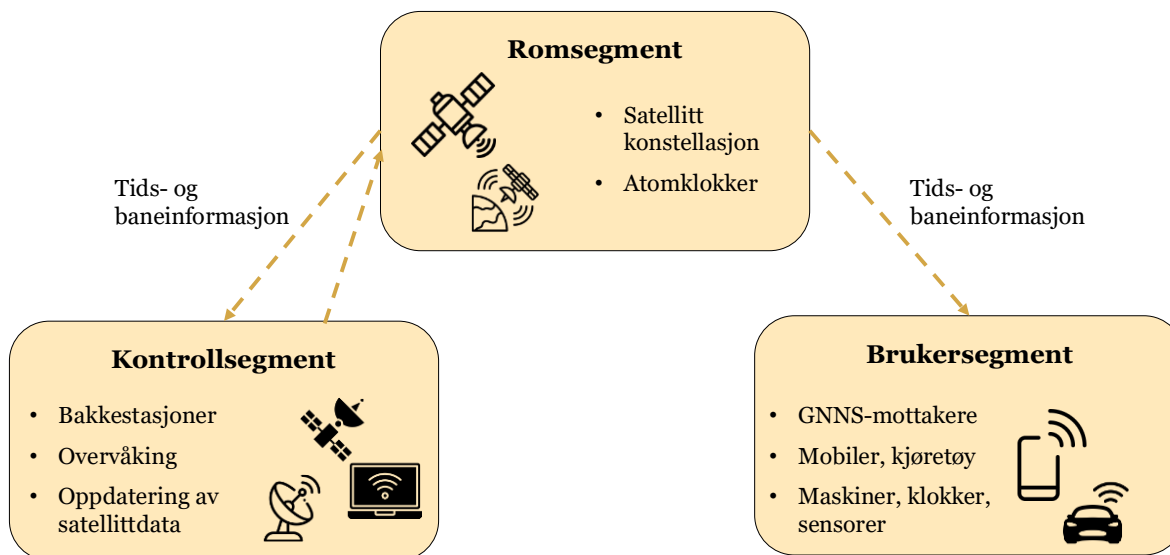 Romsegment
• Satellitt
konstellasjon
• Atomklokker
Tids- og
baneinformasjon
Tids- og
baneinformasjon
Kontrollsegment
• Bakkestasjoner
• Overvåking
• Oppdatering av
satellittdata
Brukersegment
• GNNS-mottakere
• Mobiler, kjøretøy
• Maskiner, klokker,
sensorer